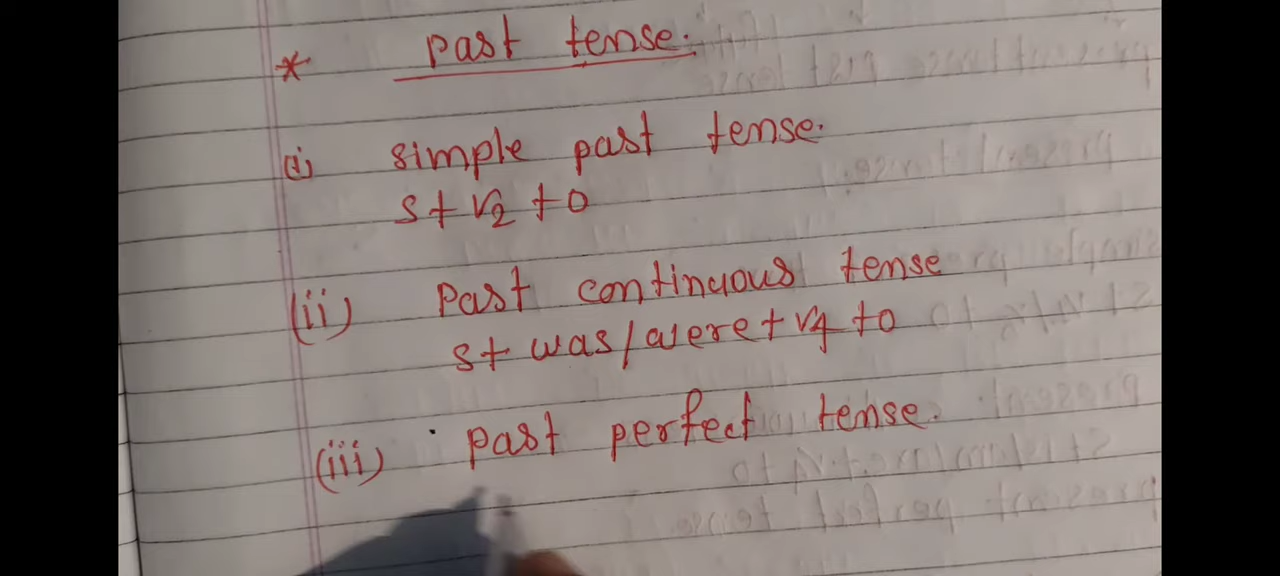 * past tense.
(i) simple past tense.
s + V2 + o
(ii) Past continuous tense
s + was/were + V4 + o
(iii) past perfect tense.